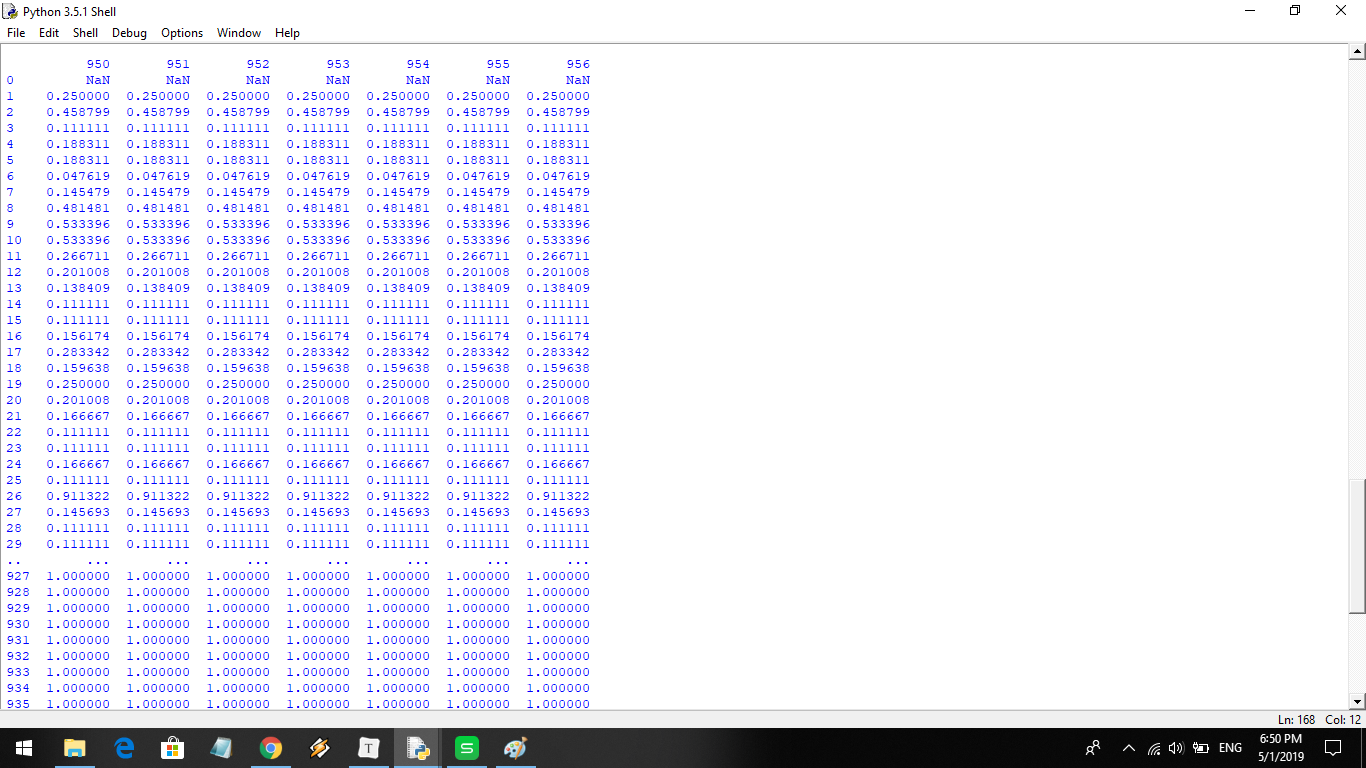 Python 3.5.1 Shell
File Edit Shell Debug Options Window Help
950 951 952 953 954 955 956
0 NaN NaN NaN NaN NaN NaN NaN
1 0.250000 0.250000 0.250000 0.250000 0.250000 0.250000 0.250000
2 0.458799 0.458799 0.458799 0.458799 0.458799 0.458799 0.458799
3 0.111111 0.111111 0.111111 0.111111 0.111111 0.111111 0.111111
4 0.188311 0.188311 0.188311 0.188311 0.188311 0.188311 0.188311
5 0.188311 0.188311 0.188311 0.188311 0.188311 0.188311 0.188311
6 0.047619 0.047619 0.047619 0.047619 0.047619 0.047619 0.047619
7 0.145479 0.145479 0.145479 0.145479 0.145479 0.145479 0.145479
8 0.481481 0.481481 0.481481 0.481481 0.481481 0.481481 0.481481
9 0.533396 0.533396 0.533396 0.533396 0.533396 0.533396 0.533396
10 0.533396 0.533396 0.533396 0.533396 0.533396 0.533396 0.533396
11 0.266711 0.266711 0.266711 0.266711 0.266711 0.266711 0.266711
12 0.201008 0.201008 0.201008 0.201008 0.201008 0.201008 0.201008
13 0.138409 0.138409 0.138409 0.138409 0.138409 0.138409 0.138409
14 0.111111 0.111111 0.111111 0.111111 0.111111 0.111111 0.111111
15 0.111111 0.111111 0.111111 0.111111 0.111111 0.111111 0.111111
16 0.156174 0.156174 0.156174 0.156174 0.156174 0.156174 0.156174
17 0.283342 0.283342 0.283342 0.283342 0.283342 0.283342 0.283342
18 0.159638 0.159638 0.159638 0.159638 0.159638 0.159638 0.159638
19 0.250000 0.250000 0.250000 0.250000 0.250000 0.250000 0.250000
20 0.201008 0.201008 0.201008 0.201008 0.201008 0.201008 0.201008
21 0.166667 0.166667 0.166667 0.166667 0.166667 0.166667 0.166667
22 0.111111 0.111111 0.111111 0.111111 0.111111 0.111111 0.111111
23 0.111111 0.111111 0.111111 0.111111 0.111111 0.111111 0.111111
24 0.166667 0.166667 0.166667 0.166667 0.166667 0.166667 0.166667
25 0.111111 0.111111 0.111111 0.111111 0.111111 0.111111 0.111111
26 0.911322 0.911322 0.911322 0.911322 0.911322 0.911322 0.911322
27 0.145693 0.145693 0.145693 0.145693 0.145693 0.145693 0.145693
28 0.111111 0.111111 0.111111 0.111111 0.111111 0.111111 0.111111
29 0.111111 0.111111 0.111111 0.111111 0.111111 0.111111 0.111111
.. ... ... ... ... ... ... ...
927 1.000000 1.000000 1.000000 1.000000 1.000000 1.000000 1.000000
928 1.000000 1.000000 1.000000 1.000000 1.000000 1.000000 1.000000
929 1.000000 1.000000 1.000000 1.000000 1.000000 1.000000 1.000000
930 1.000000 1.000000 1.000000 1.000000 1.000000 1.000000 1.000000
931 1.000000 1.000000 1.000000 1.000000 1.000000 1.000000 1.000000
932 1.000000 1.000000 1.000000 1.000000 1.000000 1.000000 1.000000
933 1.000000 1.000000 1.000000 1.000000 1.000000 1.000000 1.000000
934 1.000000 1.000000 1.000000 1.000000 1.000000 1.000000 1.000000
935 1.000000 1.000000 1.000000 1.000000 1.000000 1.000000 1.000000
Ln: 168 Col: 12
T S ENG 6:50 PM
5/1/2019